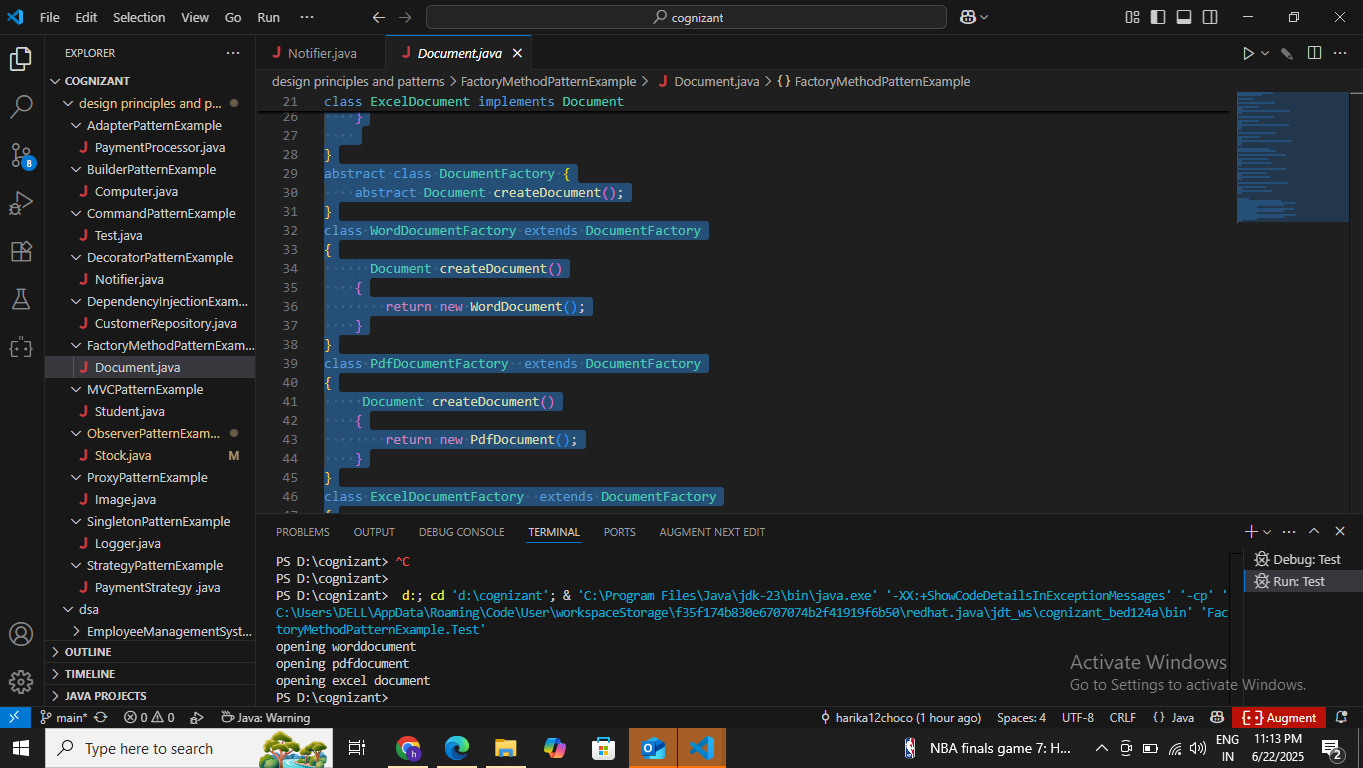 File Edit Selection View Go Run ··· cognizant
EXPLORER ···
COGNIZANT
design principles and p...
AdapterPatternExample
PaymentProcessor.java
BuilderPatternExample
Computer.java
CommandPatternExample
Test.java
DecoratorPatternExample
Notifier.java
DependencyInjectionExam...
CustomerRepository.java
FactoryMethodPatternExam...
Document.java
MVCPatternExample
Student.java
ObserverPatternExam...
Stock.java M
ProxyPatternExample
Image.java
SingletonPatternExample
Logger.java
StrategyPatternExample
PaymentStrategy .java
dsa
EmployeeManagementSyst...
OUTLINE
TIMELINE
JAVA PROJECTS
8
Notifier.java Document.java
design principles and patterns > FactoryMethodPatternExample > Document.java > {} FactoryMethodPatternExample
21 class ExcelDocument implements Document
26 }
27
28 }
29 abstract class DocumentFactory {
30 abstract Document createDocument();
31 }
32 class WordDocumentFactory extends DocumentFactory
33 {
34 Document createDocument()
35 {
36 return new WordDocument();
37 }
38 }
39 class PdfDocumentFactory  extends DocumentFactory
40 {
41 Document createDocument()
42 {
43 return new PdfDocument();
44 }
45 }
46 class ExcelDocumentFactory  extends DocumentFactory
PROBLEMS OUTPUT DEBUG CONSOLE TERMINAL PORTS AUGMENT NEXT EDIT
PS D:\cognizant> ^C
PS D:\cognizant>
PS D:\cognizant>  d:; cd 'd:\cognizant'; & 'C:\Program Files\Java\jdk-23\bin\java.exe' '-XX:+ShowCodeDetailsInExceptionMessages' '-cp' '
C:\Users\DELL\AppData\Roaming\Code\User\workspaceStorage\f35f174b830e6707074b2f41919f6b50\redhat.java\jdt_ws\cognizant_bed124a\bin' 'Fac
toryMethodPatternExample.Test'
opening worddocument
opening pdfdocument
opening excel document
PS D:\cognizant>
Debug: Test
Run: Test
Activate Windows
Go to Settings to activate Windows.
main* 0 0 Java: Warning harika12choco (1 hour ago) Spaces: 4 UTF-8 CRLF {} Java Augment
Type here to search
NBA finals game 7: H...
ENG
IN
11:13 PM
6/22/2025
2